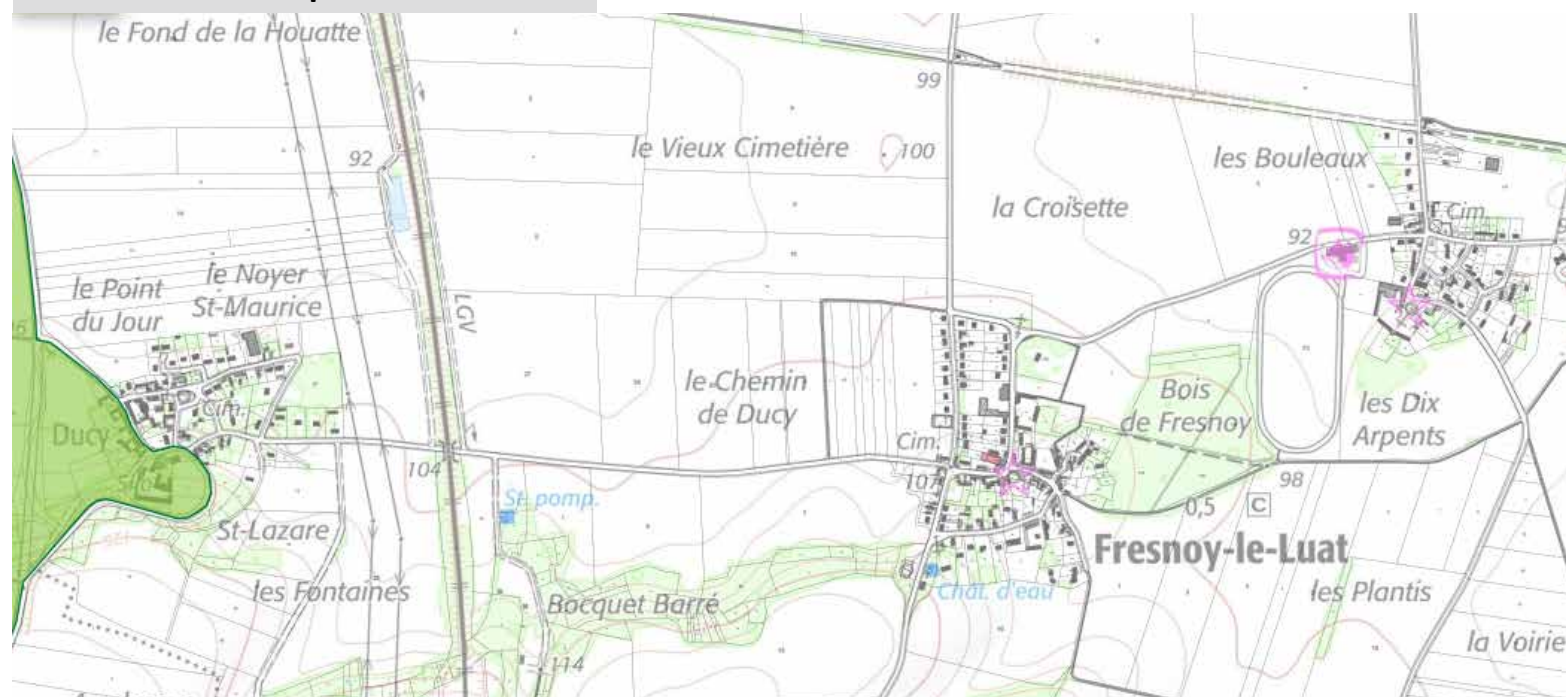 le Fond de la Houatte
99
le Vieux Cimetière
100
les Bouleaux
92
la Croisette
Cim.
92
le Point
du Jour
le Noyer
St-Maurice
LGV
le Chemin
de Ducy
Bois
de Fresnoy
les Dix
Arpents
Cim.
Ducy
Cim.
104
107
98
St. pomp.
0,5
C
Silo
St-Lazare
Fresnoy-le-Luat
les Fontaines
Bocquet Barré
Chât. d'eau
les Plantis
la Voirie
114